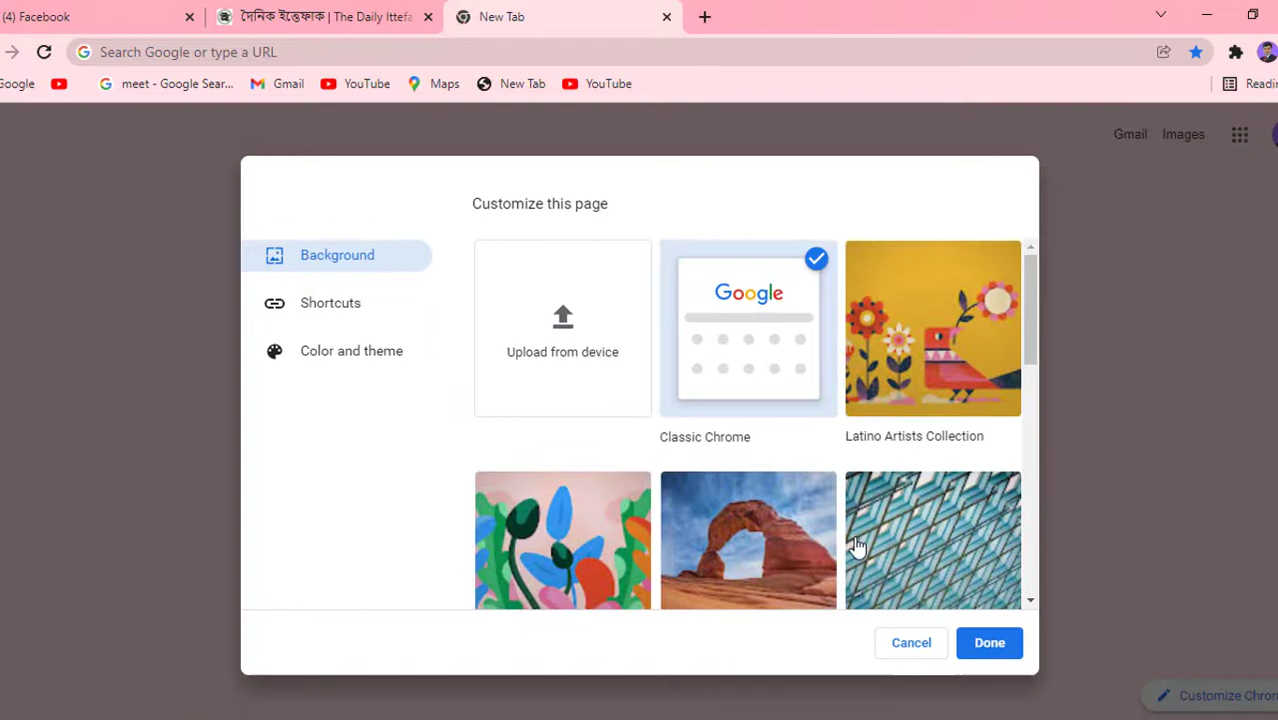 (4) Facebook
দৈনিক ইত্তেফাক | The Daily Ittefa
New Tab
Search Google or type a URL
Google
meet - Google Sear...
Gmail
YouTube
Maps
New Tab
YouTube
Readin
Gmail
Images
Customize this page
Background
Shortcuts
Color and theme
Upload from device
Google
Classic Chrome
Latino Artists Collection
Cancel
Done
Customize Chrom